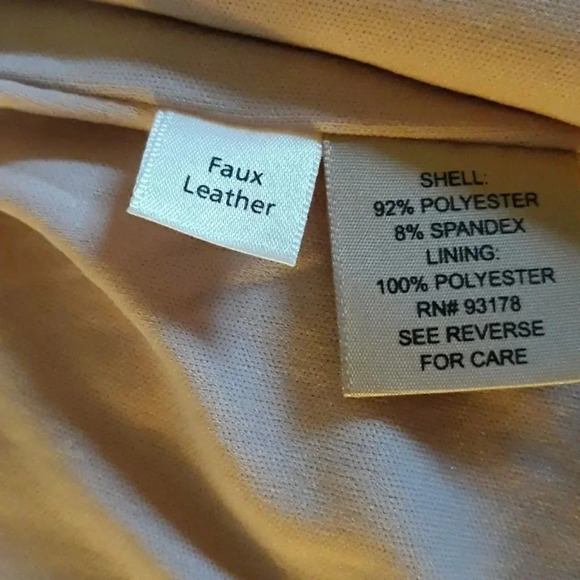 Faux
Leather
SHELL:
92% POLYESTER
8% SPANDEX
LINING:
100% POLYESTER
RN# 93178
SEE REVERSE
FOR CARE